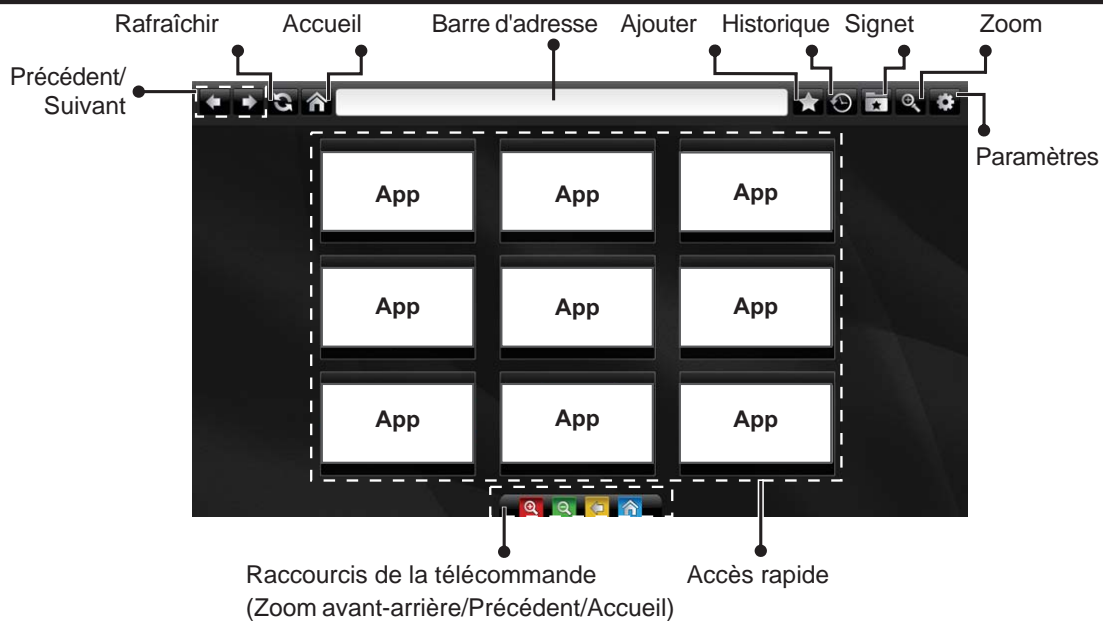 Rafraîchir Accueil Barre d'adresse Ajouter Historique Signet Zoom
Précédent/
Suivant
Paramètres
App App App
App App App
App App App
Raccourcis de la télécommande
(Zoom avant-arrière/Précédent/Accueil)
Accès rapide